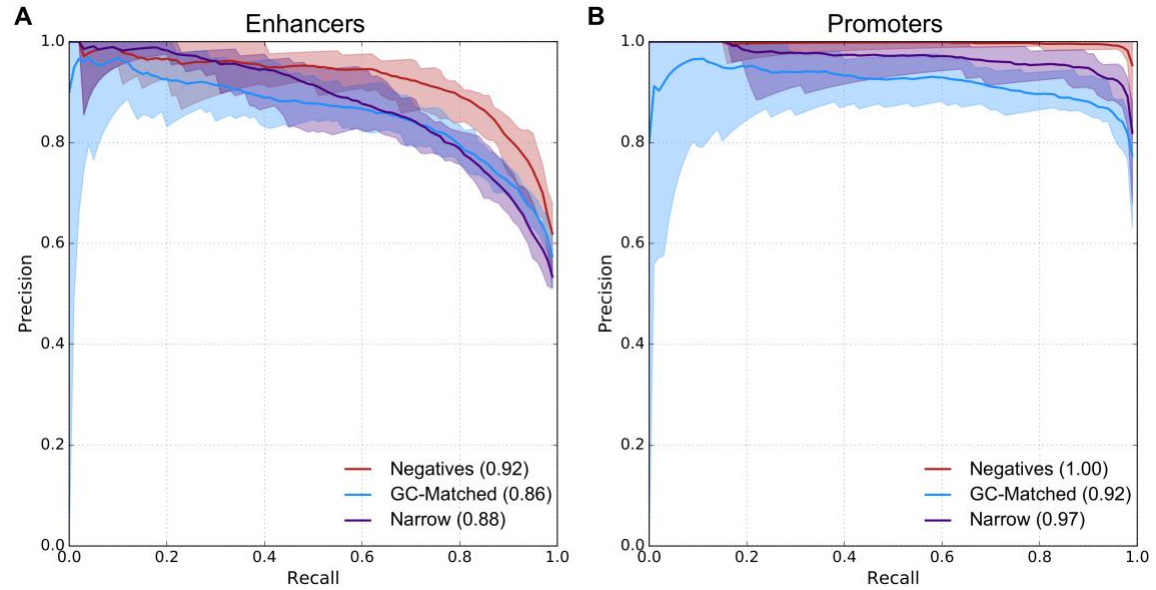 A
Enhancers
1.0
0.8
0.6
0.4
0.2
0.0
Precision
0.0
0.2
0.4
0.6
0.8
1.0
Recall
Negatives (0.92)
GC-Matched (0.86)
Narrow (0.88)
B
Promoters
1.0
0.8
0.6
0.4
0.2
0.0
Precision
0.0
0.2
0.4
0.6
0.8
1.0
Recall
Negatives (1.00)
GC-Matched (0.92)
Narrow (0.97)